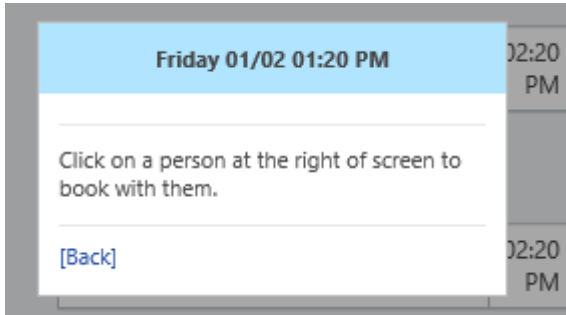 Friday 01/02 01:20 PM
02:20
PM
Click on a person at the right of screen to
book with them.
[Back]
02:20
PM